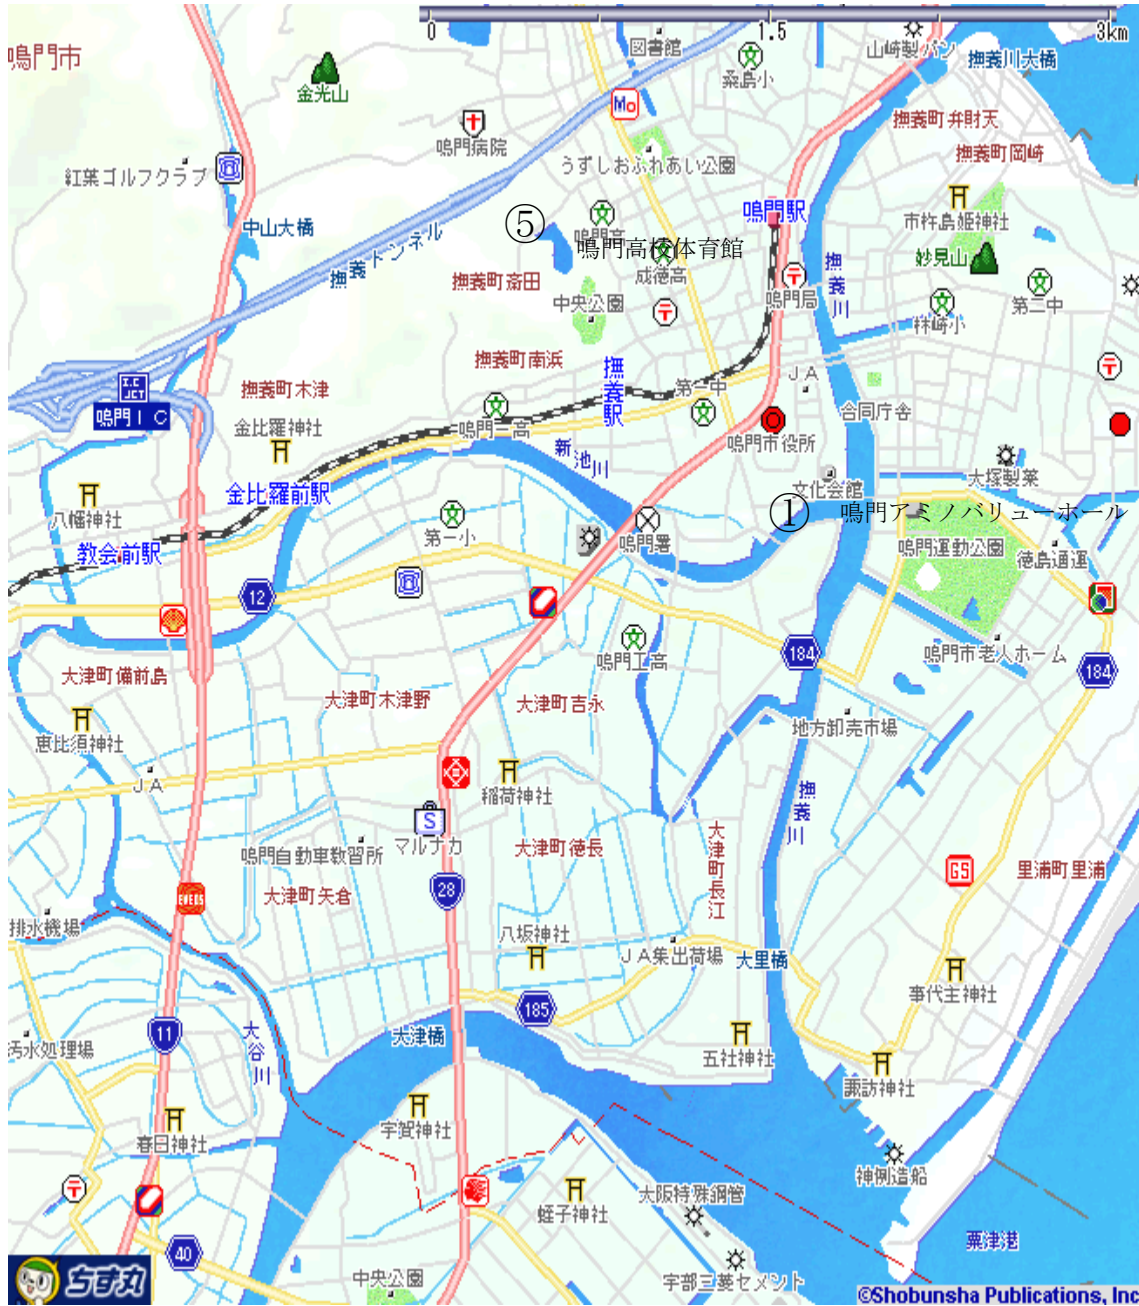 0 1.5 3km
鳴門市
金光山
図書館
桑島小
山崎製パン
撫養川大橋
Mo
鳴門病院
撫養町弁財天
撫養町岡崎
うずしおふれあい公園
紅葉ゴルフクラブ
中山大橋
撫養トンネル
⑤
鳴門高
鳴門高校体育館
成徳高
鳴門駅
市杵島姫神社
妙見山
撫養町斎田
中央公園
鳴門局
撫養川
林崎小
第二中
撫養町南浜
撫養駅
第一中
JA
I.C
JCT
鳴門IC
撫養町木津
金比羅神社
鳴門三高
新池川
鳴門市役所
合同庁舎
大塚製薬
文化会館
八幡神社
金比羅前駅
第一小
鳴門署
①
鳴門アミノバリューホール
鳴門運動公園
徳島通運
教会前駅
12
鳴門工高
184
鳴門市老人ホーム
184
大津町備前島
大津町木津野
大津町吉永
地方卸売市場
恵比須神社
JA
稲荷神社
撫養川
S
マルナカ
鳴門自動車教習所
大津町徳長
大津町長江
GS
里浦町里浦
ENEOS
大津町矢倉
28
排水機場
八坂神社
JA集出荷場
大里橋
事代主神社
185
11
大谷川
大津橋
汚水処理場
五社神社
諏訪神社
宇賀神社
春日神社
神例造船
大阪特殊鋼管
蛭子神社
粟津港
40
中央公園
宇部三菱セメント
ちず丸
©Shobunsha Publications, Inc